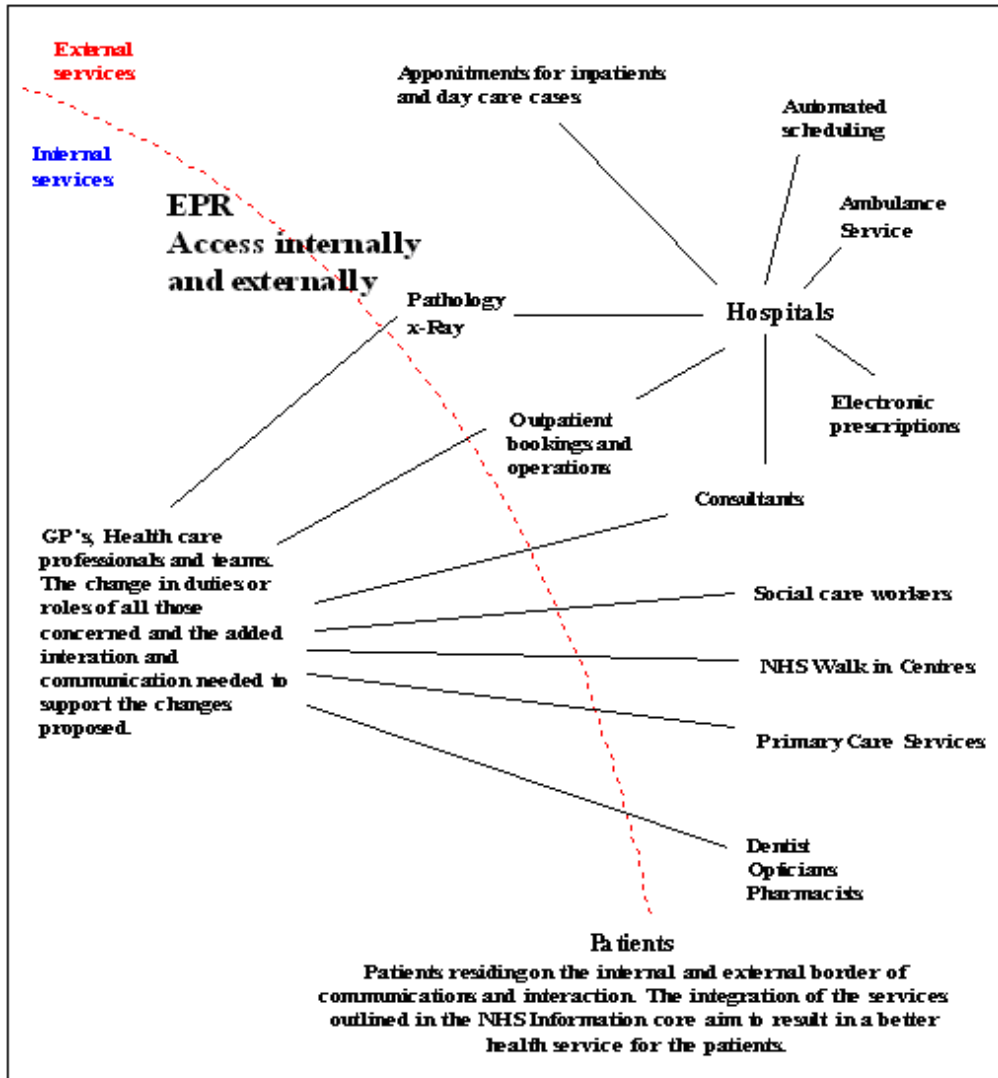 External
services
Internal
services
EPR
Access internally
and externally
Apponitments for inpatients
and day care cases
Automated
scheduling
Ambulance
Service
Pathology
x-Ray
Hospitals
Outpatient
bookings and
operations
Electronic
prescriptions
Consultants
GP's, Health care
professionals and teams.
The change in duties or
roles of all those
concerned and the added
interation and
communication needed to
support the changes
proposed.
Social care workers
NHS Walk in Centres
Primary Care Services
Dentist
Opticians
Pharmacists
Patients
Patients residing on the internal and external border of
communications and interaction. The integration of the services
outlined in the NHS Information core aim to result in a better
health service for the patients.